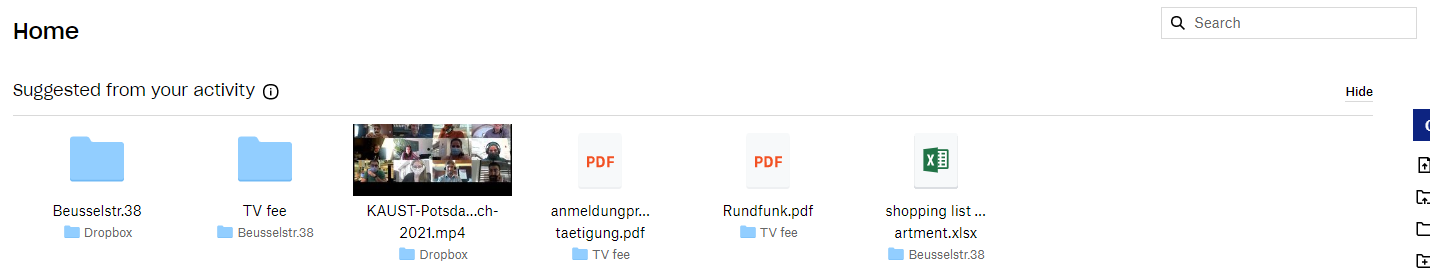 Home
Search
Suggested from your activity
Hide
PDF
PDF
X
Beusselstr.38
TV fee
KAUST-Potsda...ch-
2021.mp4
anmeldungpr...
taetigung.pdf
Rundfunk.pdf
shopping list ...
artment.xlsx
Dropbox
Beusselstr.38
Dropbox
TV fee
TV fee
Beusselstr.38